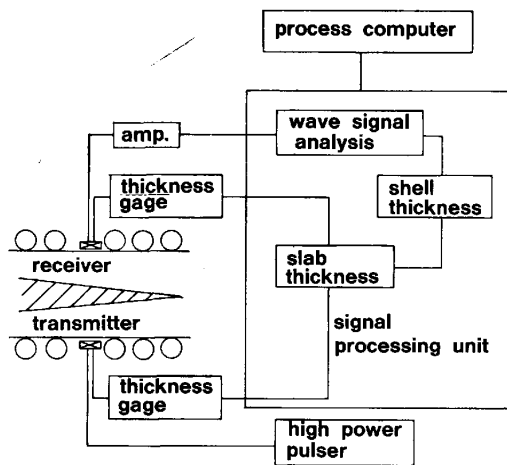 process computer
amp.
wave signal
analysis
thickness
gage
shell
thickness
receiver
slab
thickness
transmitter
signal
processing unit
thickness
gage
high power
pulser